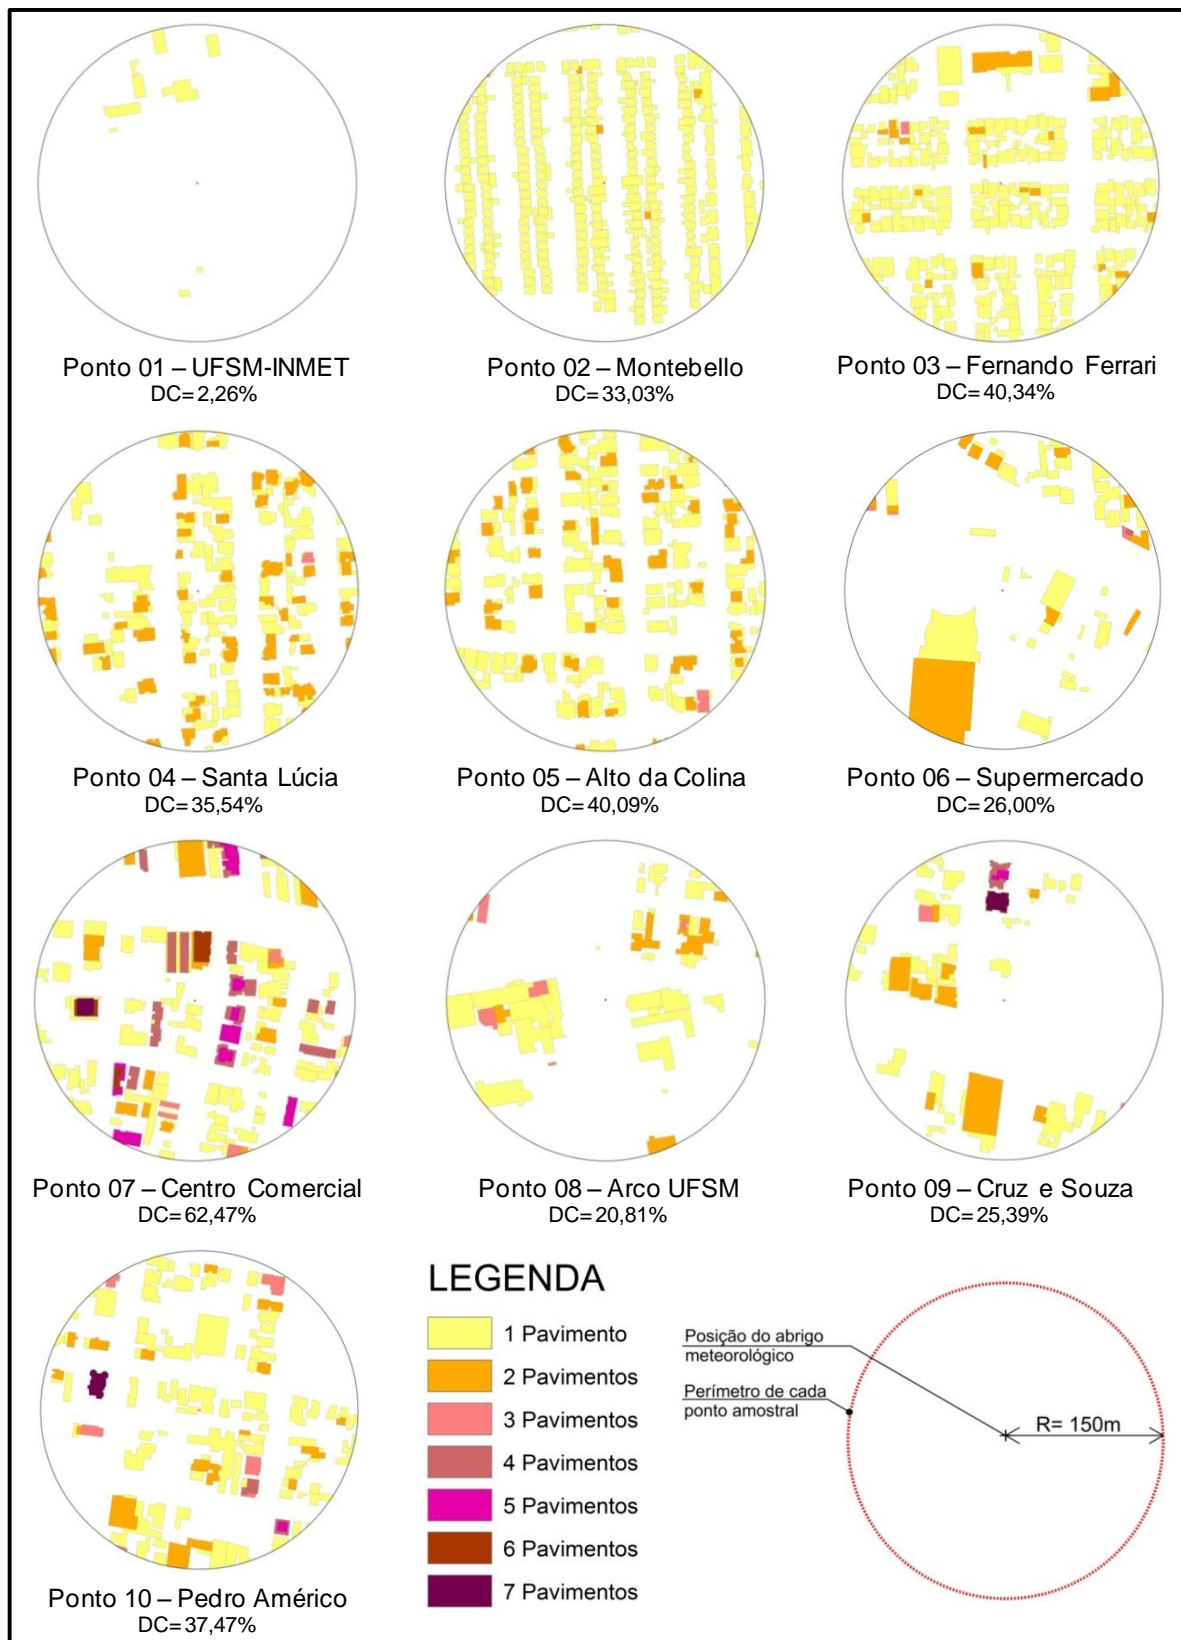 Ponto 01 – UFSM-INMET
DC= 2,26%
Ponto 02 – Montebello
DC= 33,03%
Ponto 03 – Fernando Ferrari
DC= 40,34%
Ponto 04 – Santa Lúcia
DC= 35,54%
Ponto 05 – Alto da Colina
DC= 40,09%
Ponto 06 – Supermercado
DC= 26,00%
Ponto 07 – Centro Comercial
DC= 62,47%
Ponto 08 – Arco UFSM
DC= 20,81%
Ponto 09 – Cruz e Souza
DC= 25,39%
Ponto 10 – Pedro Américo
DC= 37,47%
LEGENDA
1 Pavimento
2 Pavimentos
3 Pavimentos
4 Pavimentos
5 Pavimentos
6 Pavimentos
7 Pavimentos
Posição do abrigo
meteorológico
Perímetro de cada
ponto amostral
R= 150m